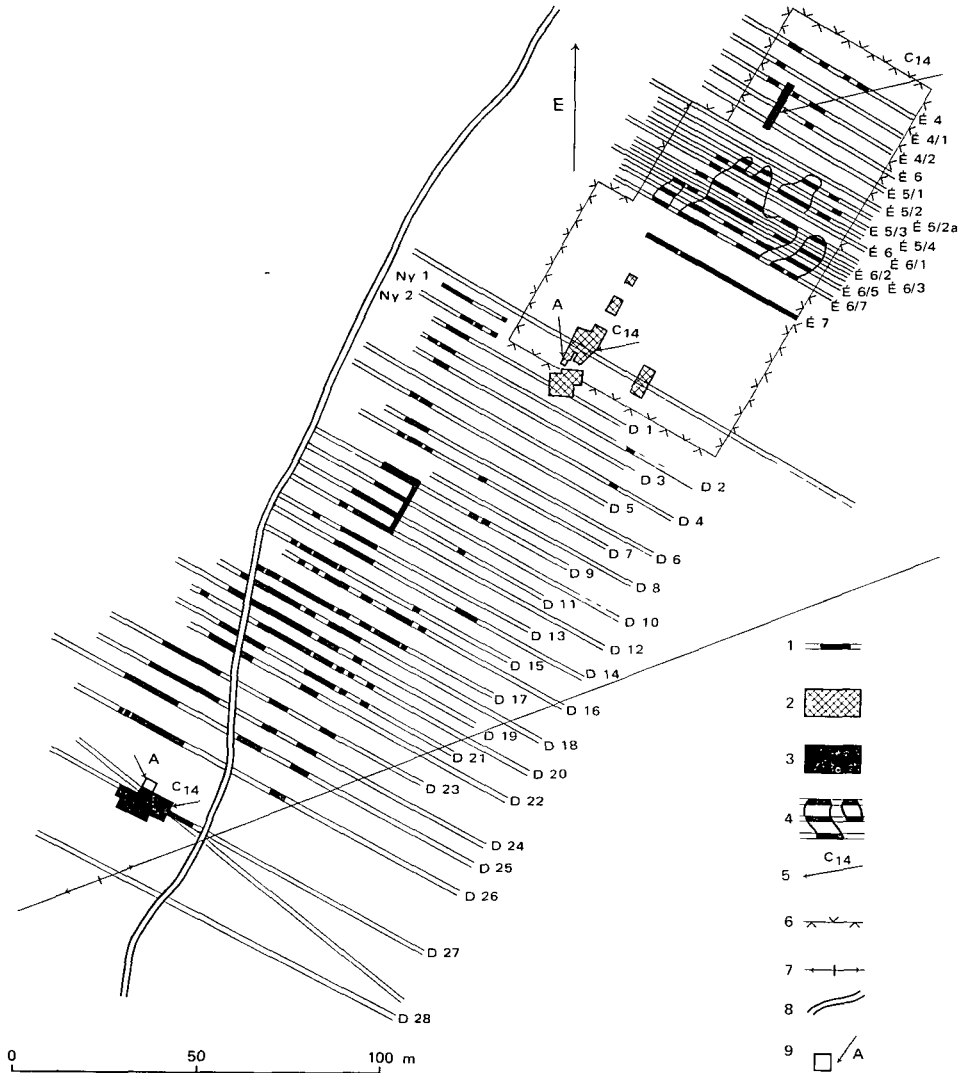 C14
E
É 4
É 4/1
É 4/2
É 6
É 5/1
É 5/2
E 5/3 É 5/2a
É 6 É 5/4
É 6/2 É 6/1
É 6/5 É 6/3
É 6/7
É 7
Ny 1
Ny 2
A
C14
D 1
D 3 D 2
D 5 D 4
D 7 D 6
D 9 D 8
D 11 D 10
D 13 D 12
D 15 D 14
D 17 D 16
D 19 D 18
D 21 D 20
D 23 D 22
D 24
D 25
D 26
A
C14
D 27
D 28
1
2
3
4
5 C14
6
7
8
9 A
0 50 100 m